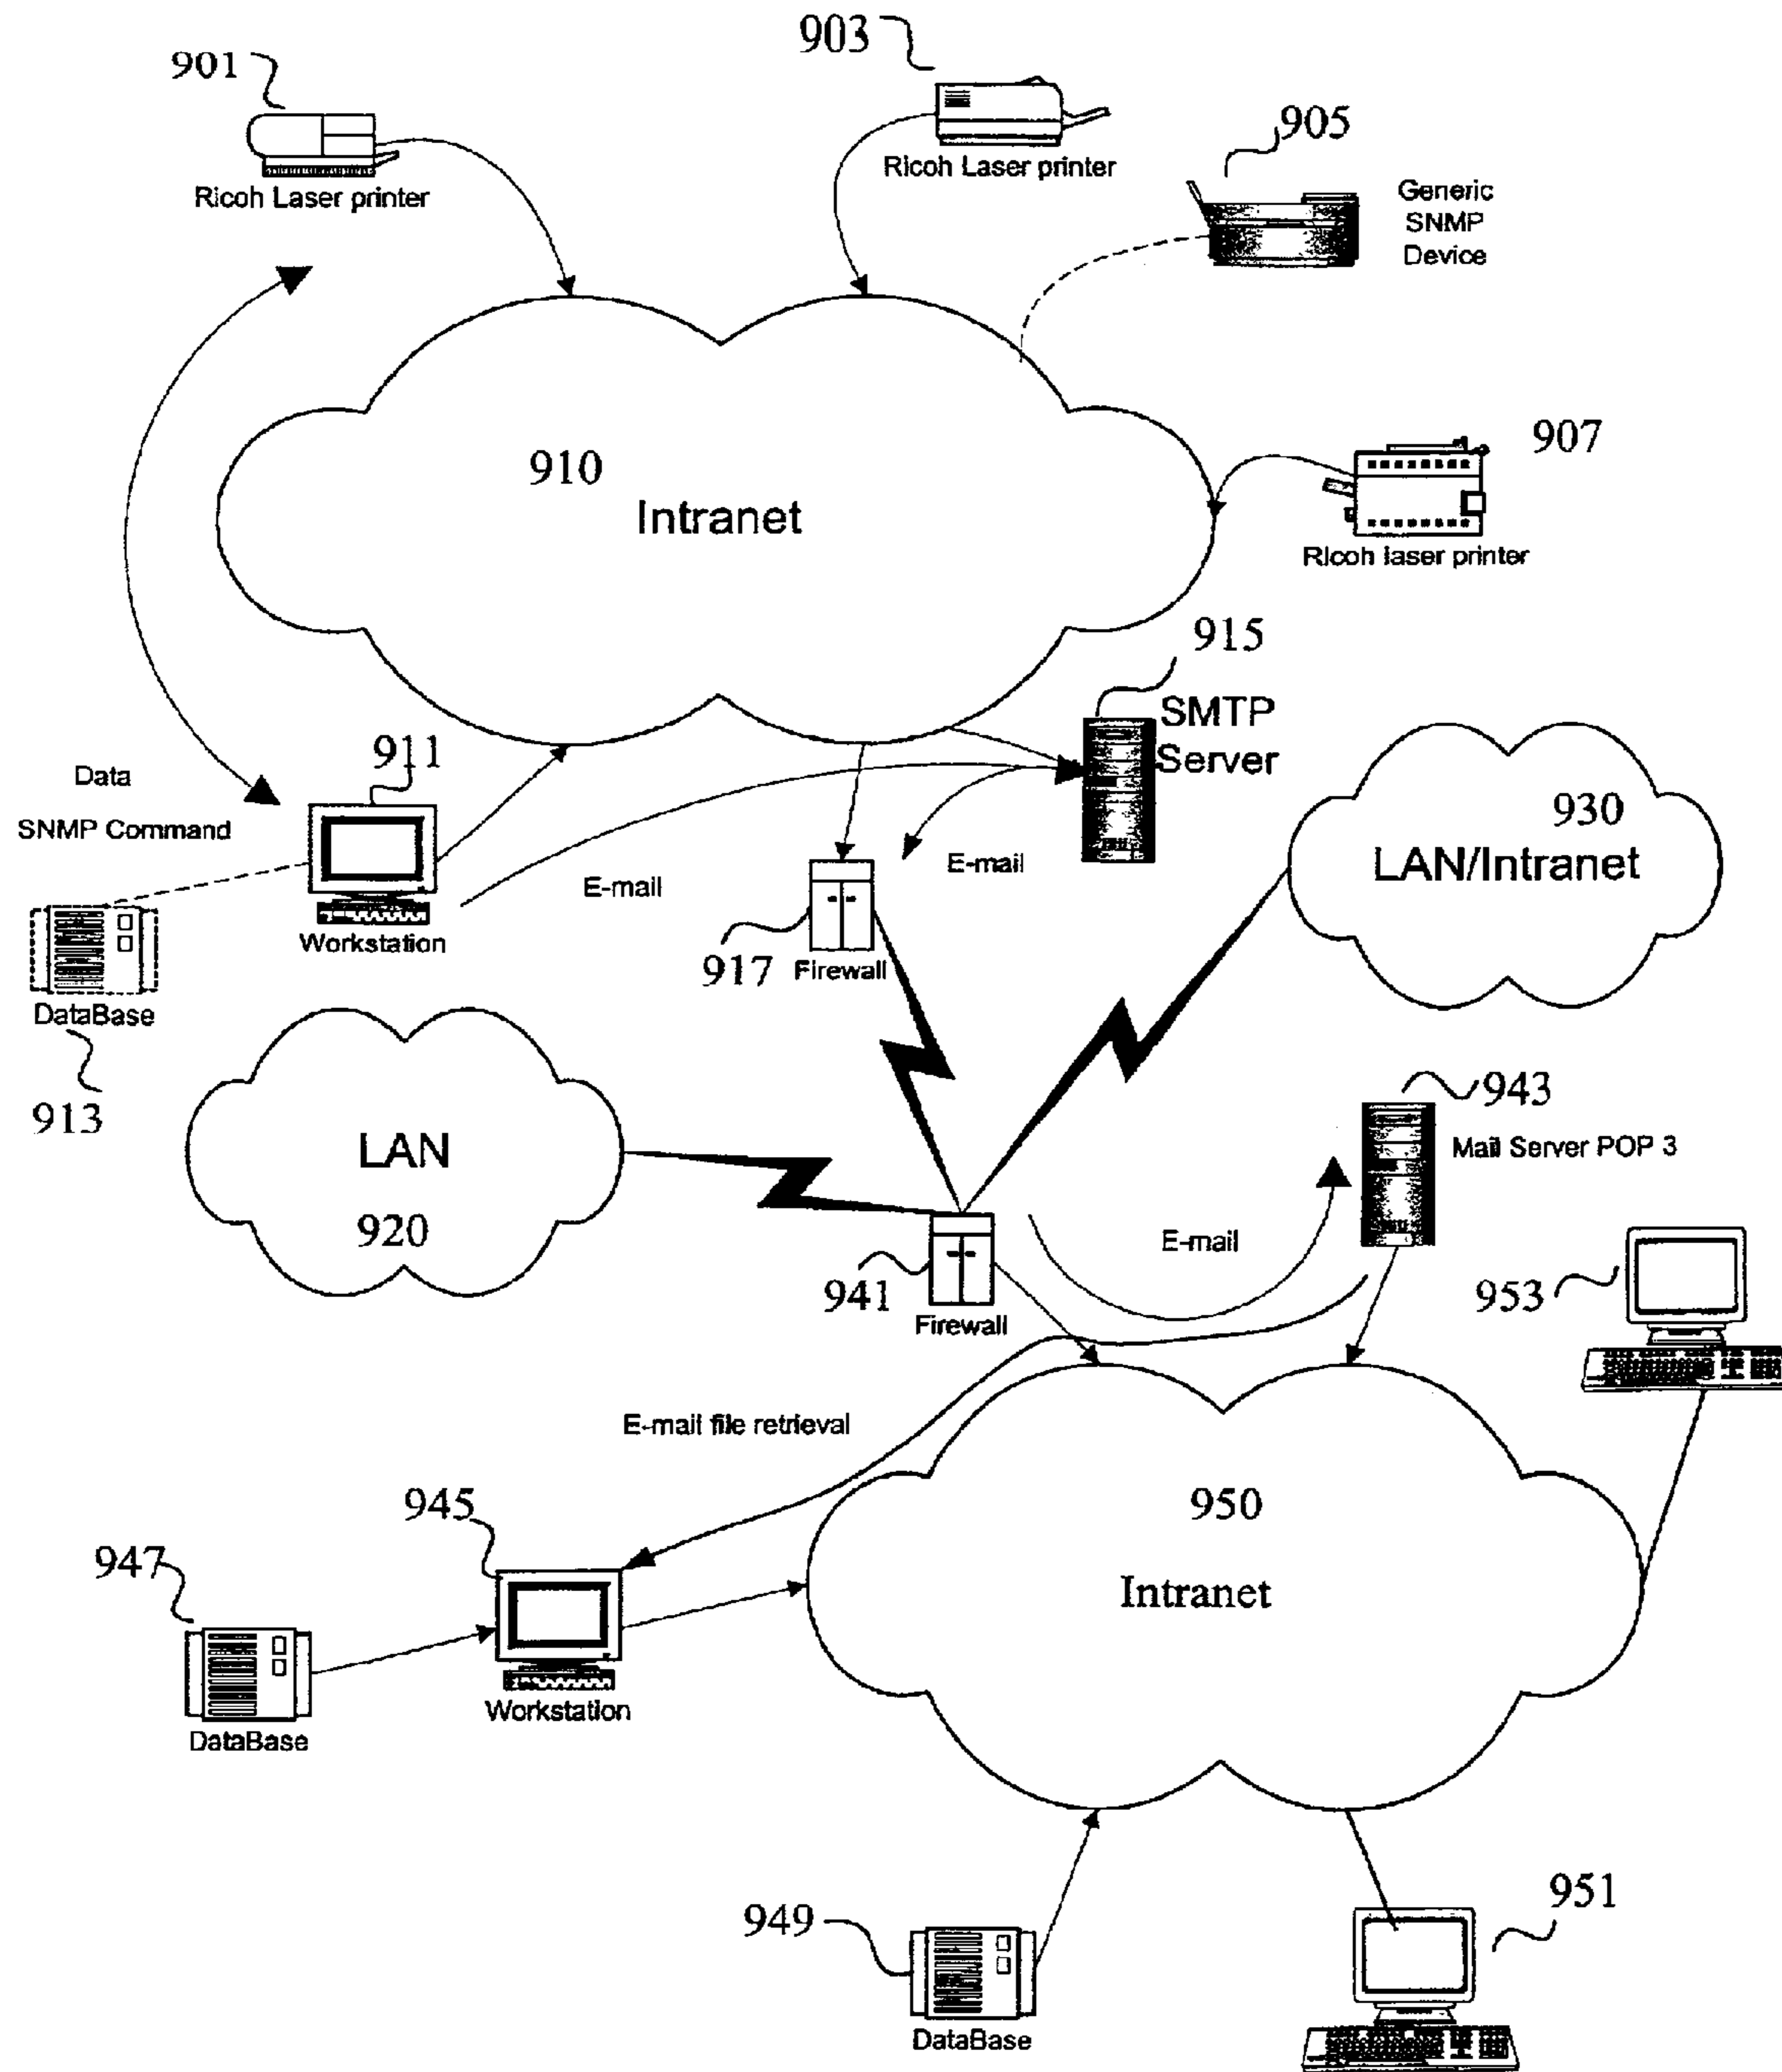 901
903
905
Ricoh Laser printer
Ricoh Laser printer
Generic
SNMP
Device
907
910
Intranet
Ricoh laser printer
915
SMTP
Server
911
Data
SNMP Command
930
LAN/Intranet
E-mail
E-mail
Workstation
917
Firewall
DataBase
913
943
LAN
Mail Server POP 3
920
E-mail
941
953
Firewall
E-mail file retrieval
945
950
947
Intranet
Workstation
DataBase
951
949
DataBase